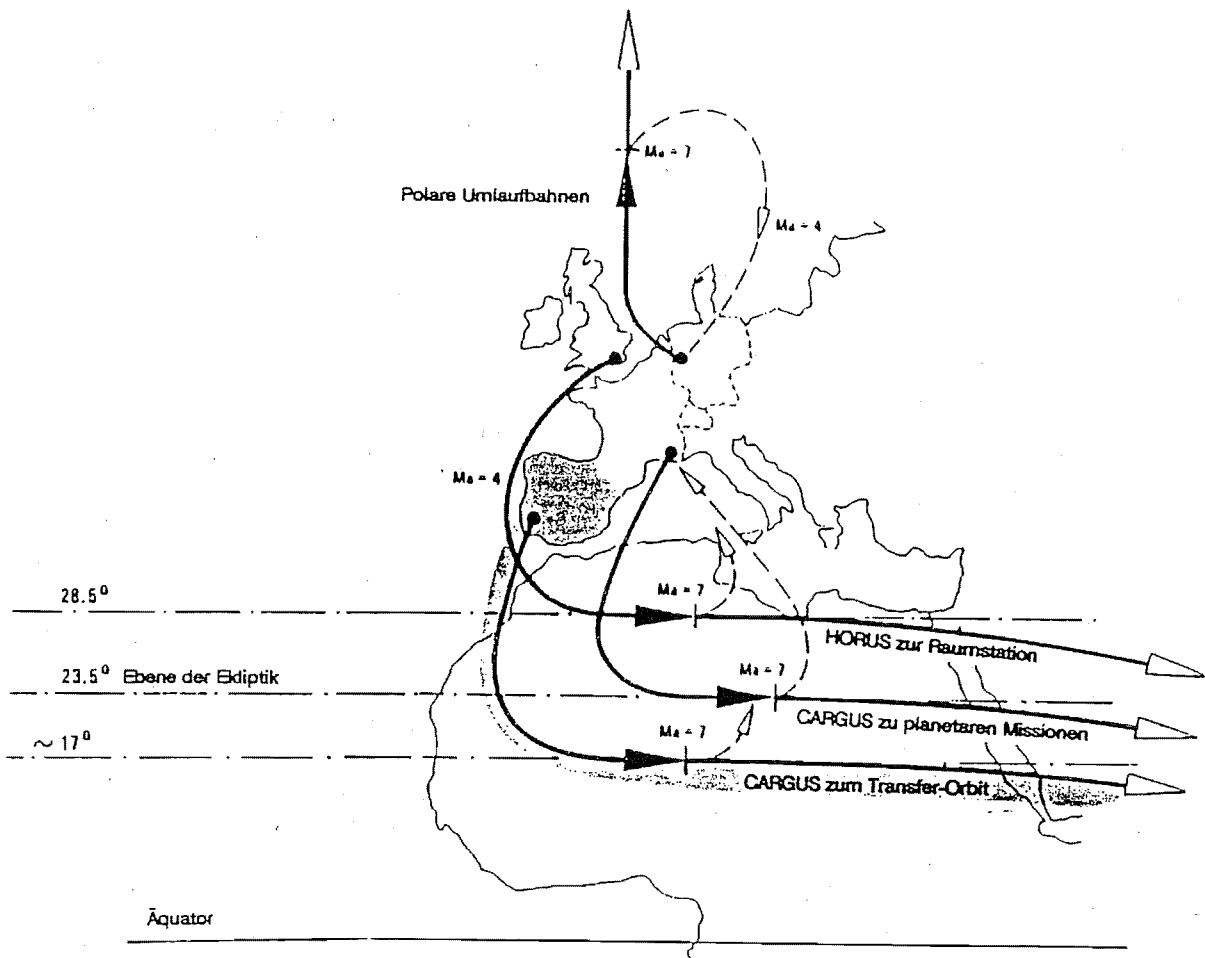 Ma = 7
Polare Umlaufbahnen
Ma = 4
Ma = 4
28.5°
Ma = 7
HORUS zur Raumstation
23.5° Ebene der Ekliptik
Ma = 7
CARGUS zu planetaren Missionen
~ 17°
Ma = 7
CARGUS zum Transfer-Orbit
Äquator